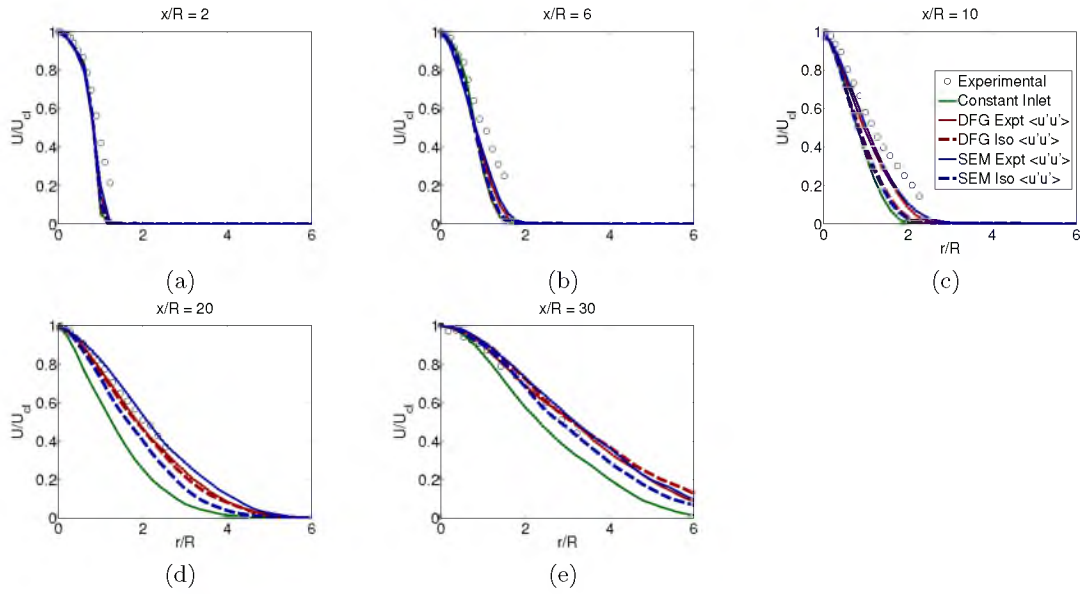 x/R = 2
1
0.8
0.6
0.4
0.2
0
U/U_cl
0 2 4 6
(a)
x/R = 6
1
0.8
0.6
0.4
0.2
0
U/U_cl
0 2 4 6
(b)
x/R = 10
1
0.8
0.6
0.4
0.2
0
U/U_cl
0 2 4 6
r/R
Experimental
Constant Inlet
DFG Expt <u'u'>
DFG Iso <u'u'>
SEM Expt <u'u'>
SEM Iso <u'u'>
(c)
x/R = 20
1
0.8
0.6
0.4
0.2
0
U/U_cl
0 2 4 6
r/R
(d)
x/R = 30
1
0.8
0.6
0.4
0.2
0
U/U_cl
0 2 4 6
r/R
(e)